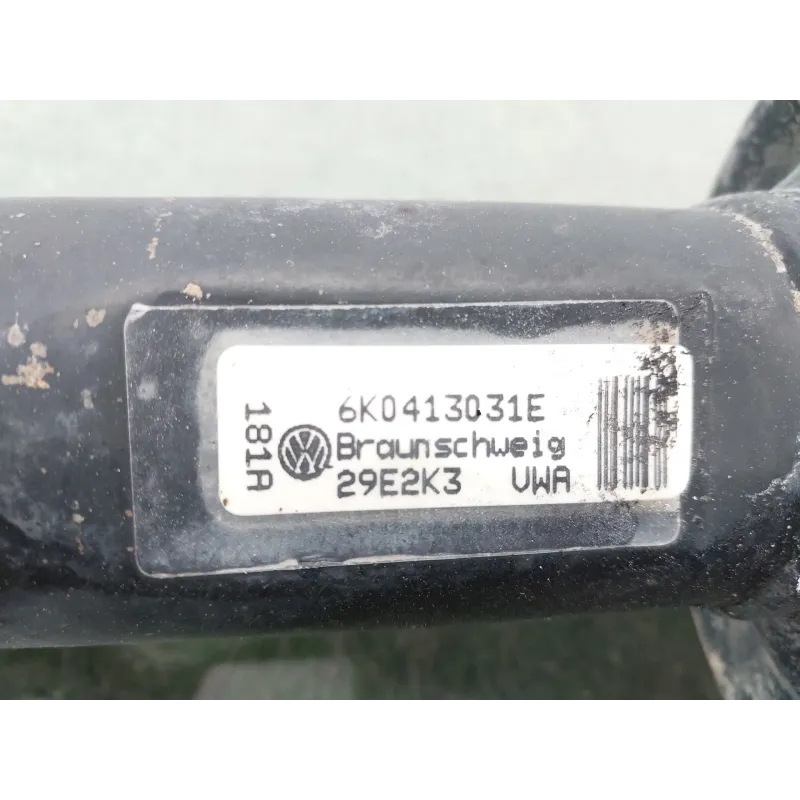 181A
6K0413031E
Braunschweig
29E2K3 VWA